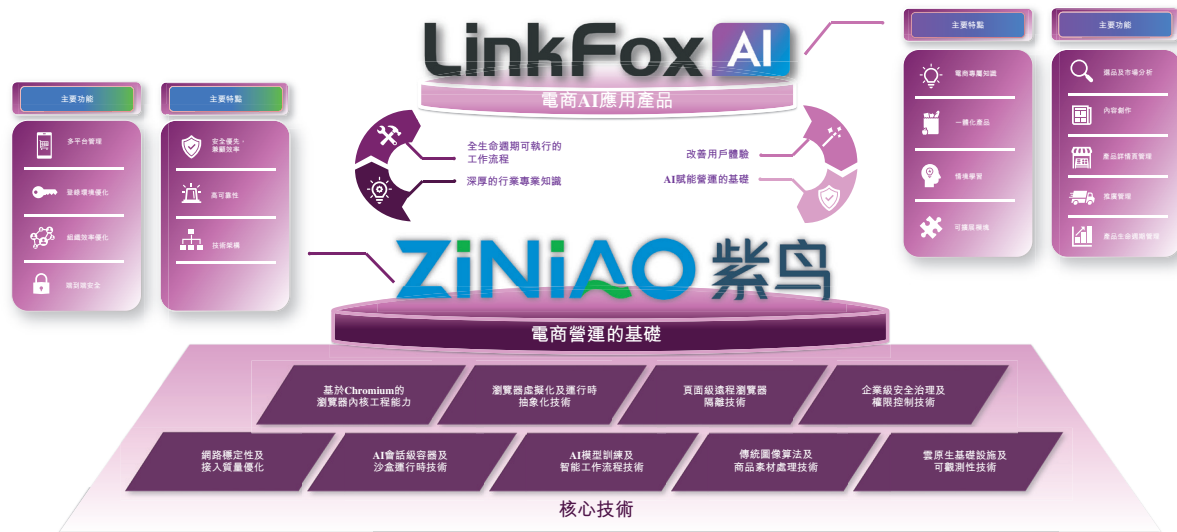 LinkFox AI
電商AI應用產品
主要特點
電商專屬知識
一體化產品
情境學習
可擴展模塊
主要功能
選品及市場分析
內容創作
產品詳情頁管理
推廣管理
產品生命週期管理
主要功能
多平台管理
登錄環境優化
組織效率優化
端到端安全
主要特點
安全優先、
兼顧效率
高可靠性
技術架構
全生命週期可執行的
工作流程
深厚的行業專業知識
改善用戶體驗
AI賦能營運的基礎
ZiNiAO 紫鸟
電商營運的基礎
基於Chromium的
瀏覽器內核工程能力
瀏覽器虛擬化及運行時
抽象化技術
頁面級遠程瀏覽器
隔離技術
企業級安全治理及
權限控制技術
網路穩定性及
接入質量優化
AI會話級容器及
沙盒運行時技術
AI模型訓練及
智能工作流程技術
傳統圖像算法及
商品素材處理技術
雲原生基礎設施及
可觀測性技術
核心技術